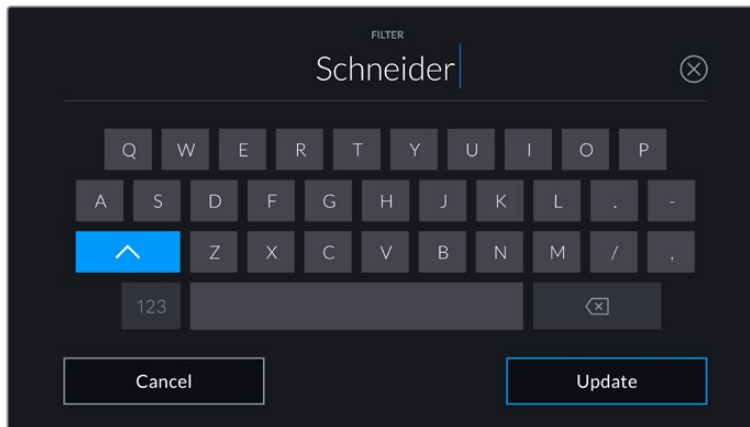 FILTER
Schneider
Q W E R T Y U I O P
A S D F G H J K L . -
Z X C V B N M / ,
123
Cancel Update